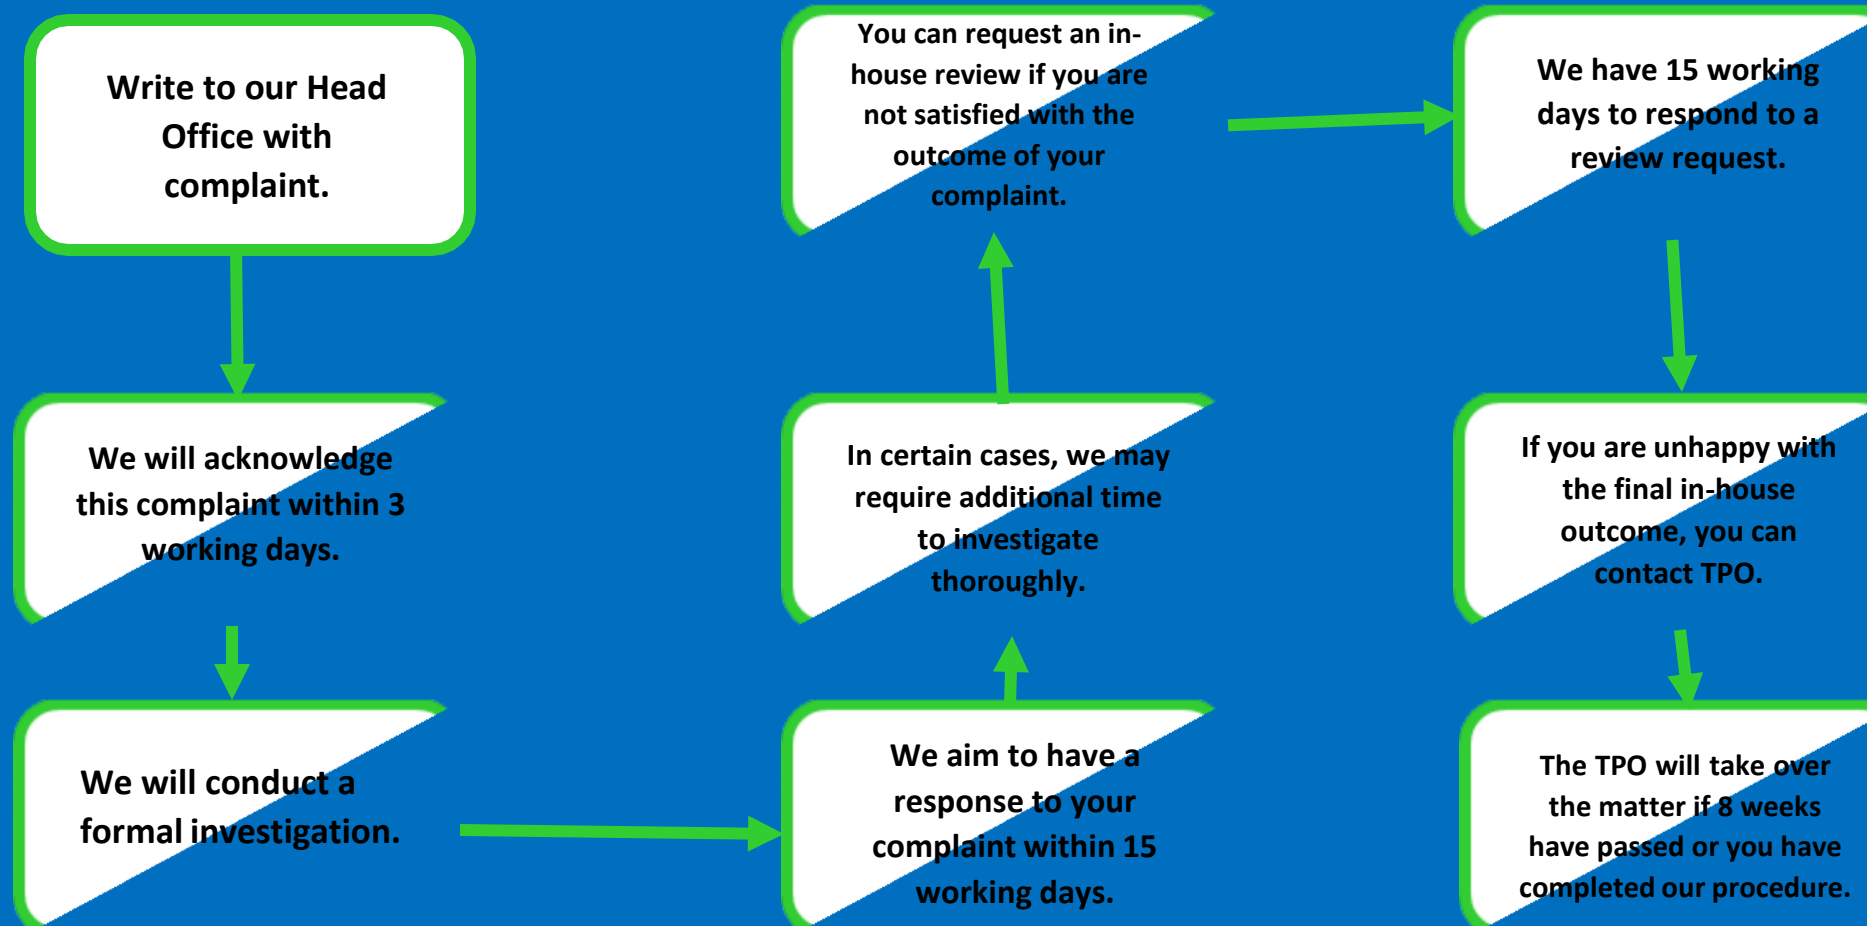 Write to our Head
Office with
complaint.
We will acknowledge
this complaint within 3
working days.
We will conduct a
formal investigation.
We aim to have a
response to your
complaint within 15
working days.
In certain cases, we may
require additional time
to investigate
thoroughly.
You can request an in-
house review if you are
not satisfied with the
outcome of your
complaint.
We have 15 working
days to respond to a
review request.
If you are unhappy with
the final in-house
outcome, you can
contact TPO.
The TPO will take over
the matter if 8 weeks
have passed or you have
completed our procedure.